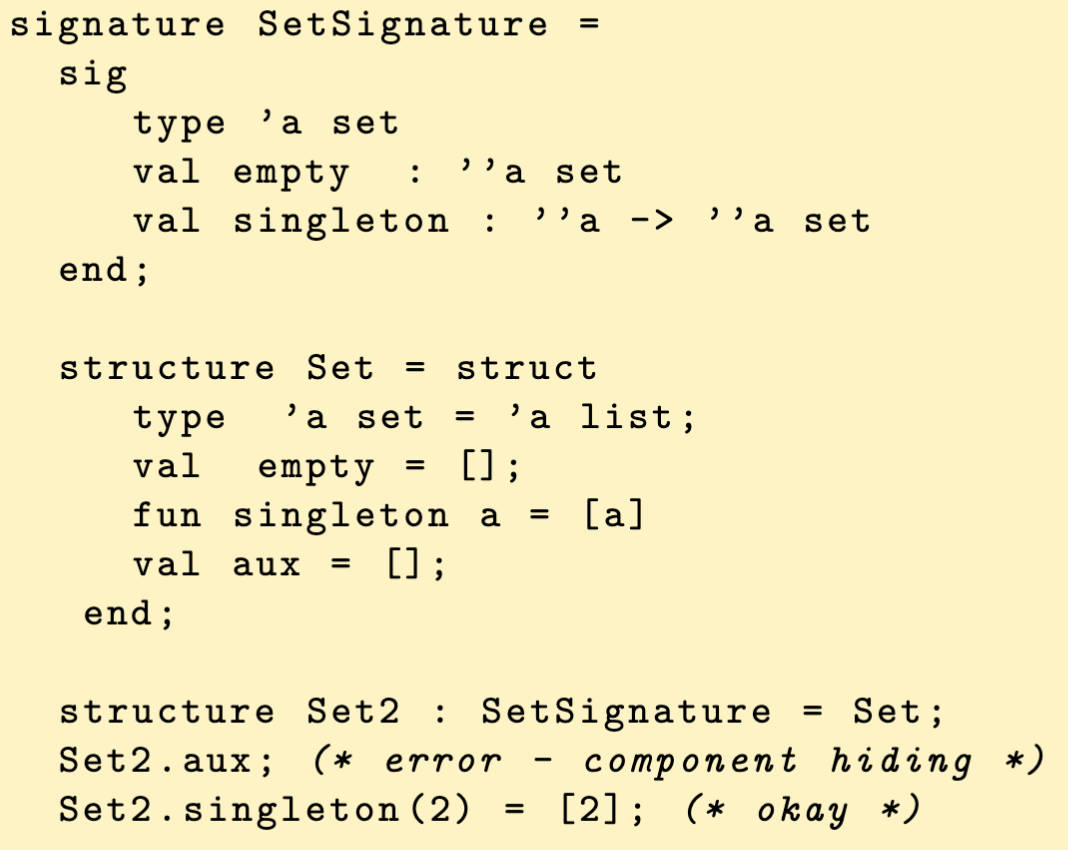 signature SetSignature =
sig
type ’a set
val empty : ’’a set
val singleton : ’’a -> ’’a set
end;
structure Set = struct
type ’a set = ’a list;
val empty = [];
fun singleton a = [a]
val aux = [];
end;
structure Set2 : SetSignature = Set;
Set2.aux; (* error - component hiding *)
Set2.singleton(2) = [2]; (* okay *)